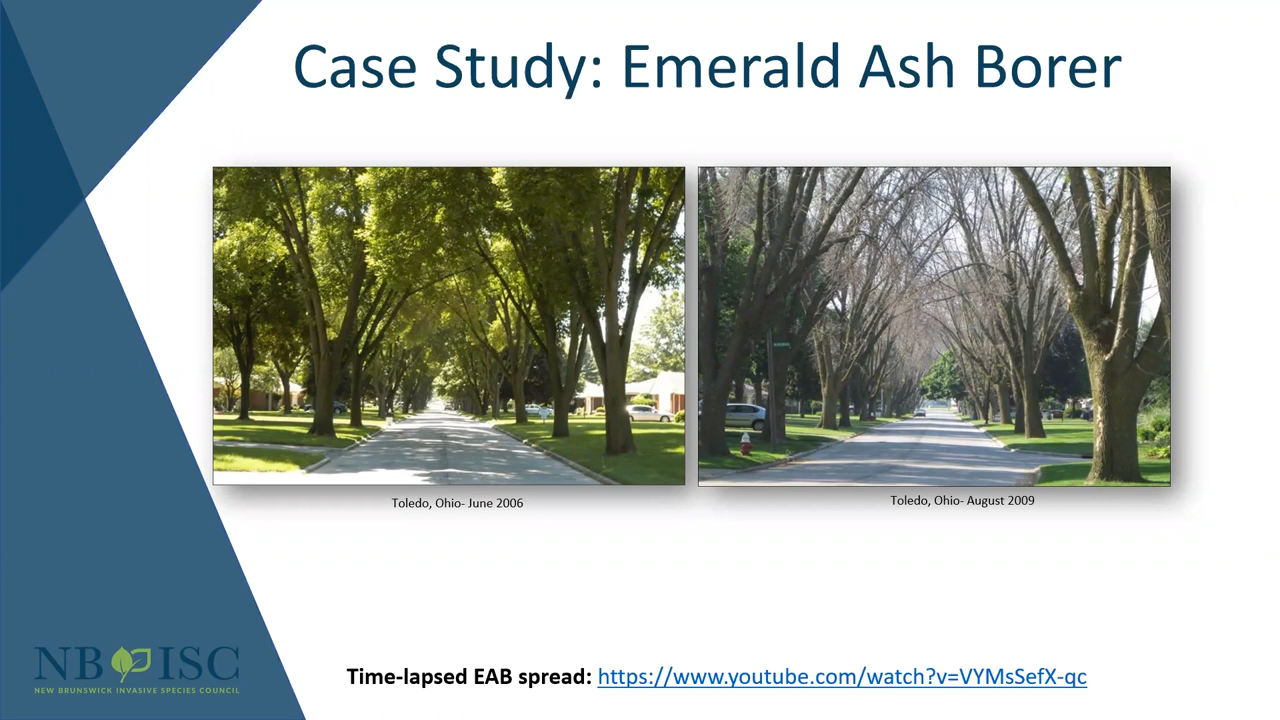 Case Study: Emerald Ash Borer
Toledo, Ohio- June 2006
Toledo, Ohio- August 2009
Time-lapsed EAB spread: https://www.youtube.com/watch?v=VYMsSefX-qc
NB ISC
NEW BRUNSWICK INVASIVE SPECIES COUNCIL